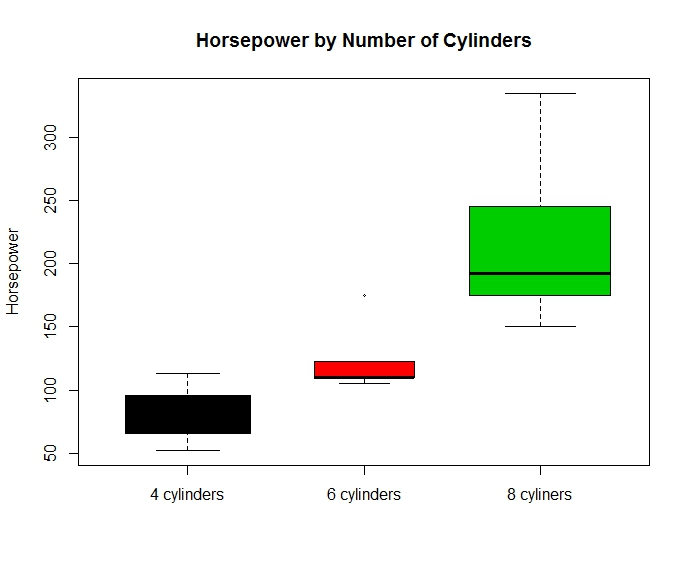 Horsepower by Number of Cylinders
Horsepower
300
250
200
150
100
50
4 cylinders
6 cylinders
8 cyliners